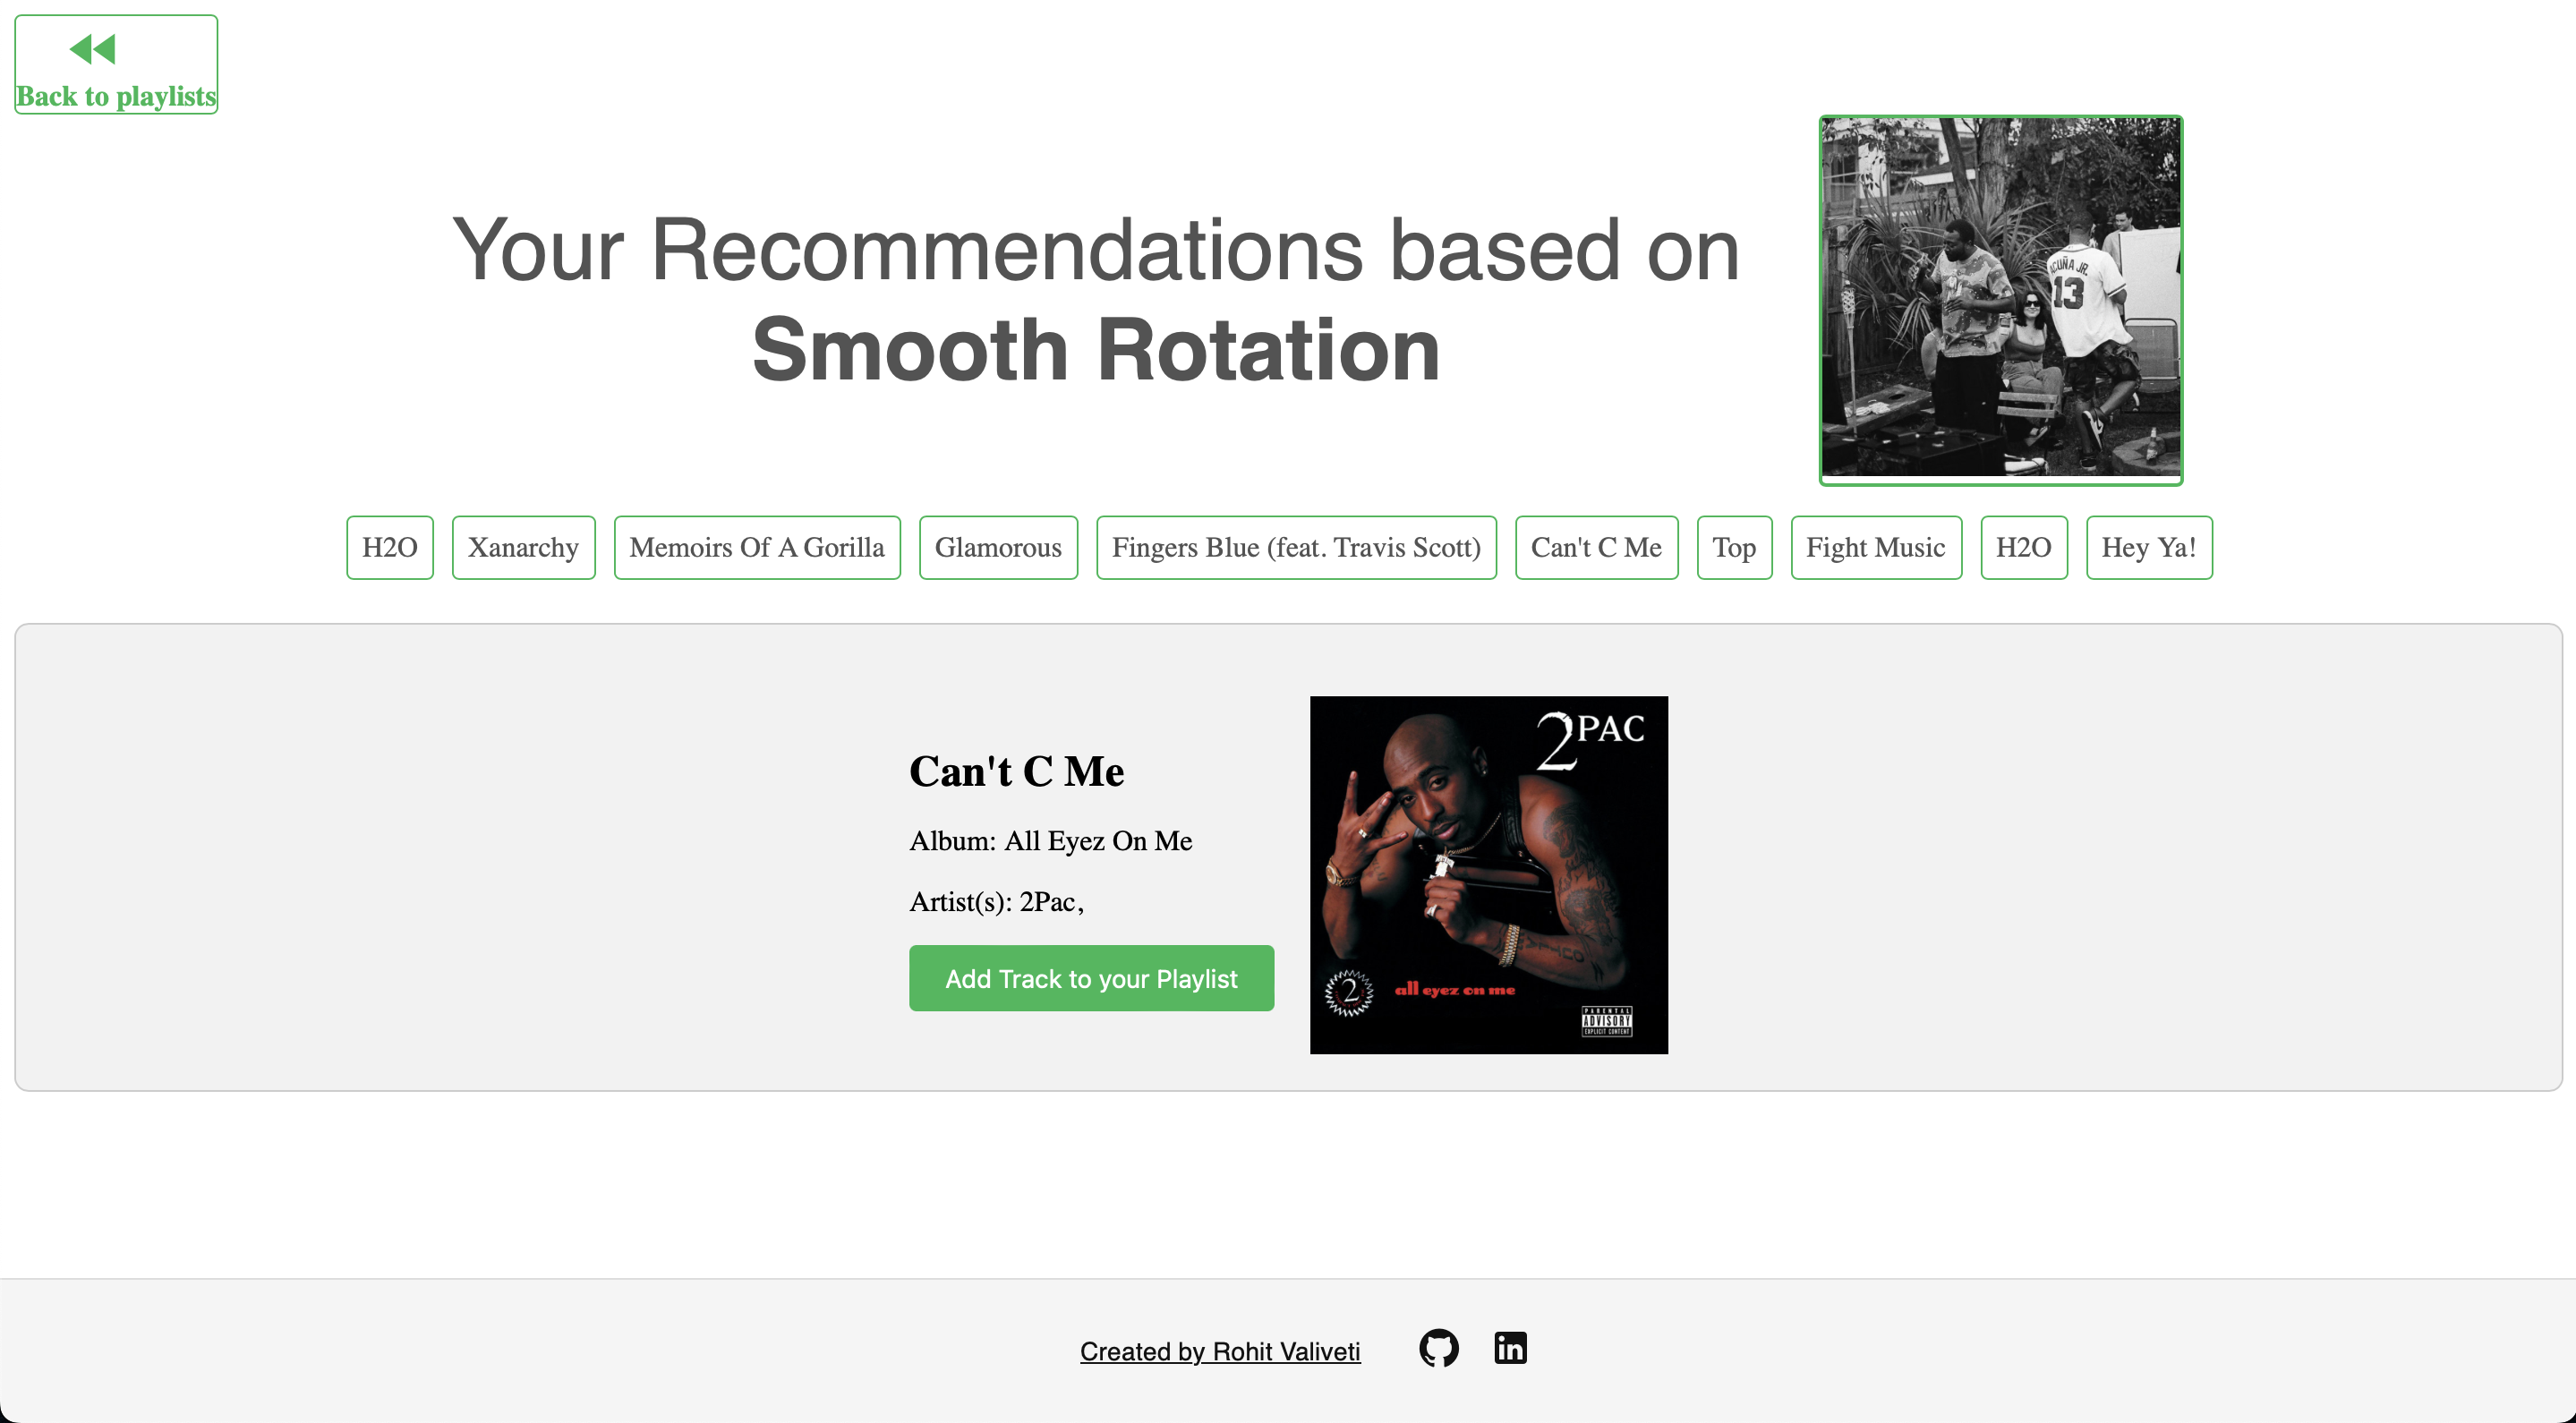 Back to playlists
Your Recommendations based on
Smooth Rotation
ACUÑA JR.
13
H2O
Xanarchy
Memoirs Of A Gorilla
Glamorous
Fingers Blue (feat. Travis Scott)
Can't C Me
Top
Fight Music
H2O
Hey Ya!
Can't C Me
Album: All Eyez On Me
Artist(s): 2Pac,
Add Track to your Playlist
2PAC
2
all eyez on me
PARENTAL
ADVISORY
EXPLICIT CONTENT
Created by Rohit Valiveti
in